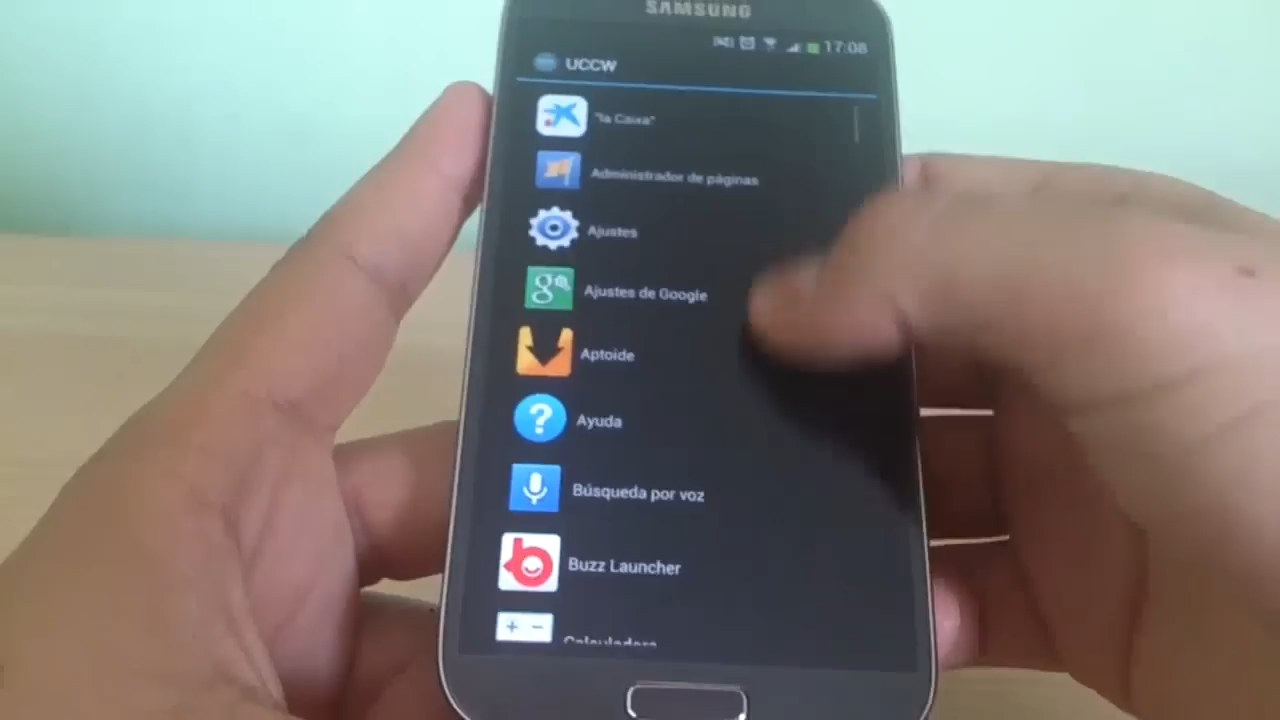 SAMSUNG
17:08
UCCW
"la Caixa"
Administrador de páginas
Ajustes
g
Ajustes de Google
Aptoide
?
Ayuda
Búsqueda por voz
b
Buzz Launcher
+ −
Calculadora